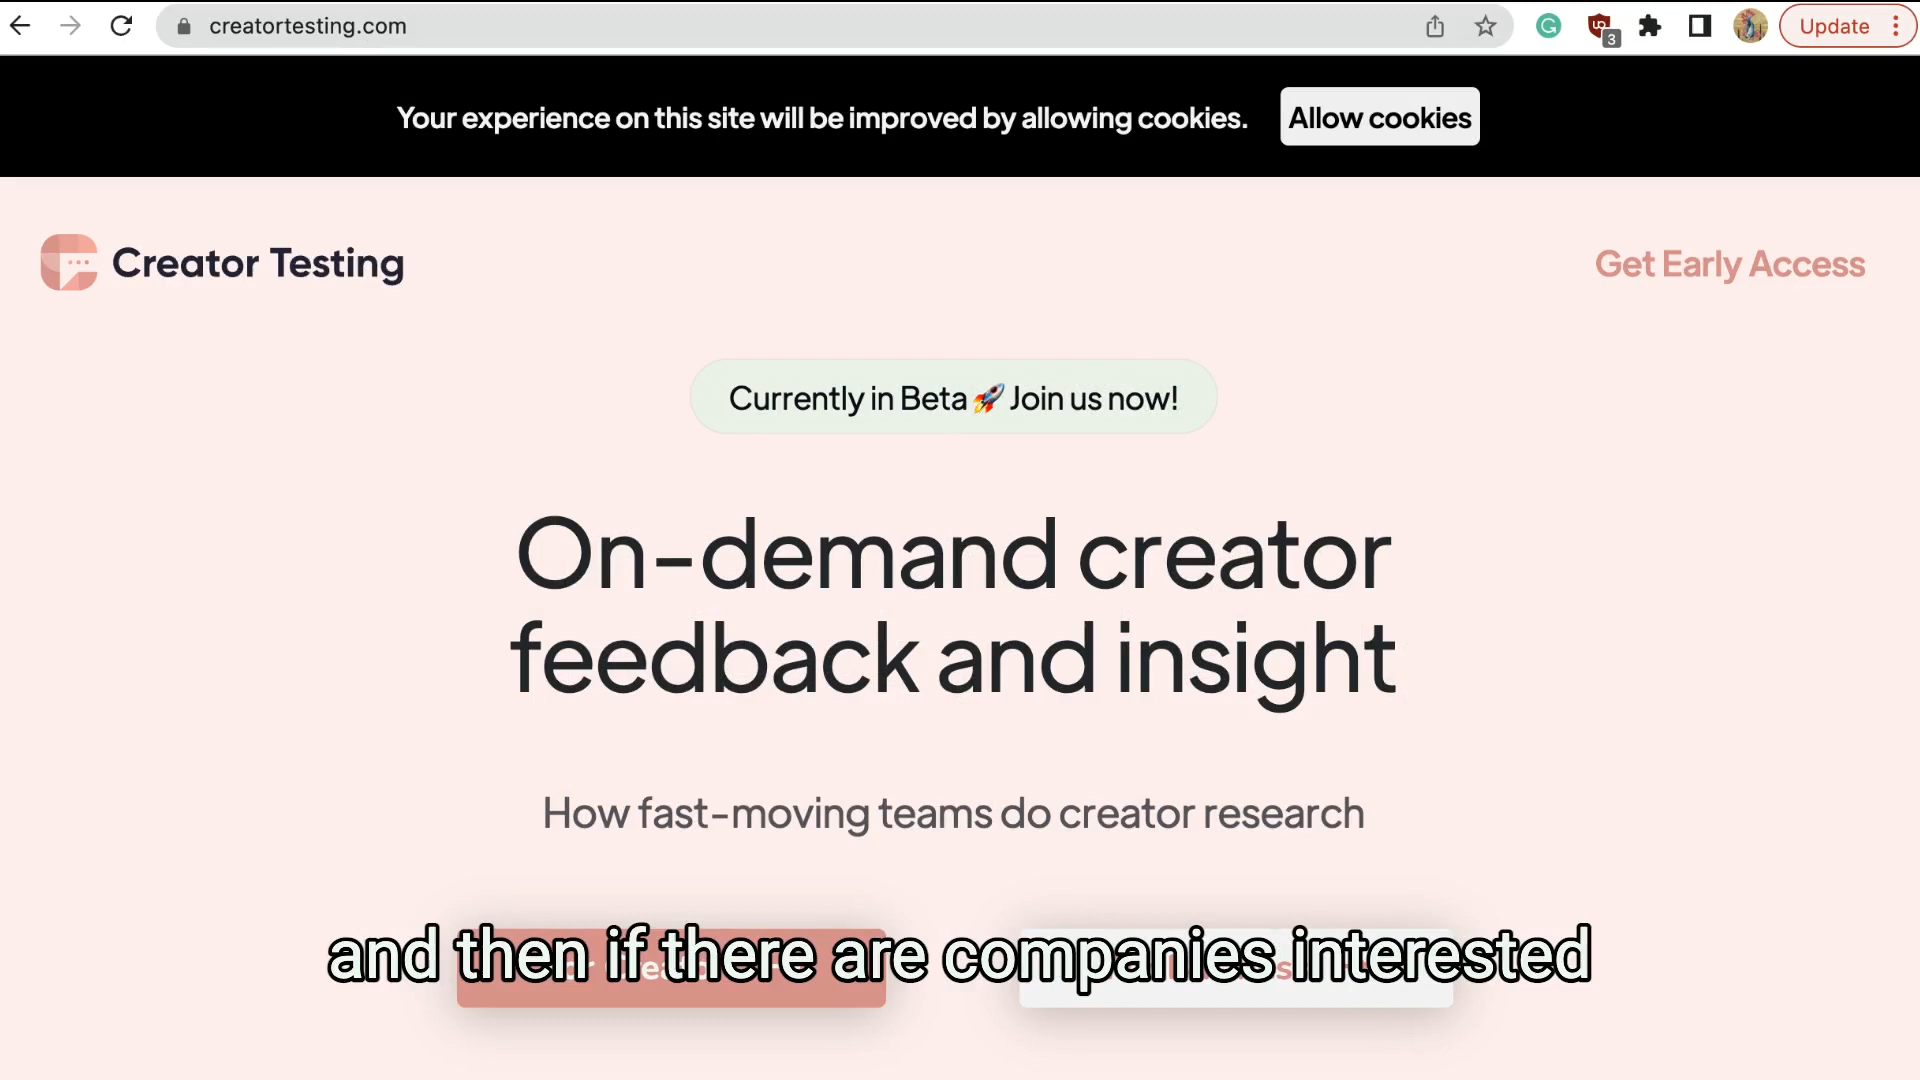 creatortesting.com
Update
3
Your experience on this site will be improved by allowing cookies.
Allow cookies
Creator Testing
Get Early Access
Currently in Beta 🚀 Join us now!
On-demand creator
feedback and insight
How fast-moving teams do creator research
and then if there are companies interested